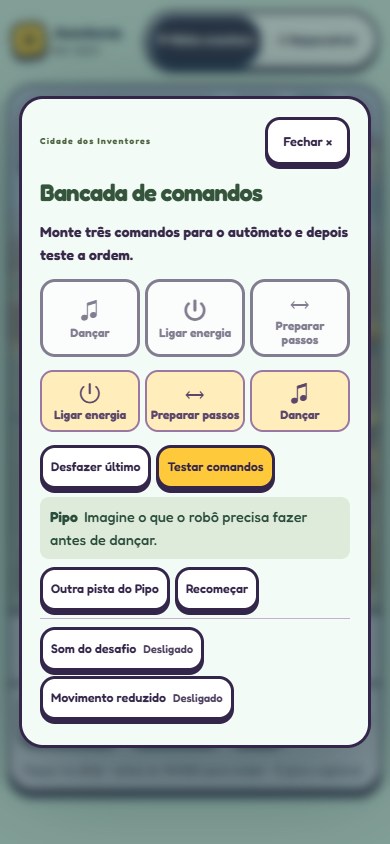 Cidade dos Inventores
Fechar ×
Bancada de comandos
Monte três comandos para o autômato e depois
teste a ordem.
Dançar
Ligar energia
Preparar
passos
Ligar energia
Preparar passos
Dançar
Desfazer último
Testar comandos
Pipo Imagine o que o robô precisa fazer
antes de dançar.
Outra pista do Pipo
Recomeçar
Som do desafio Desligado
Movimento reduzido Desligado